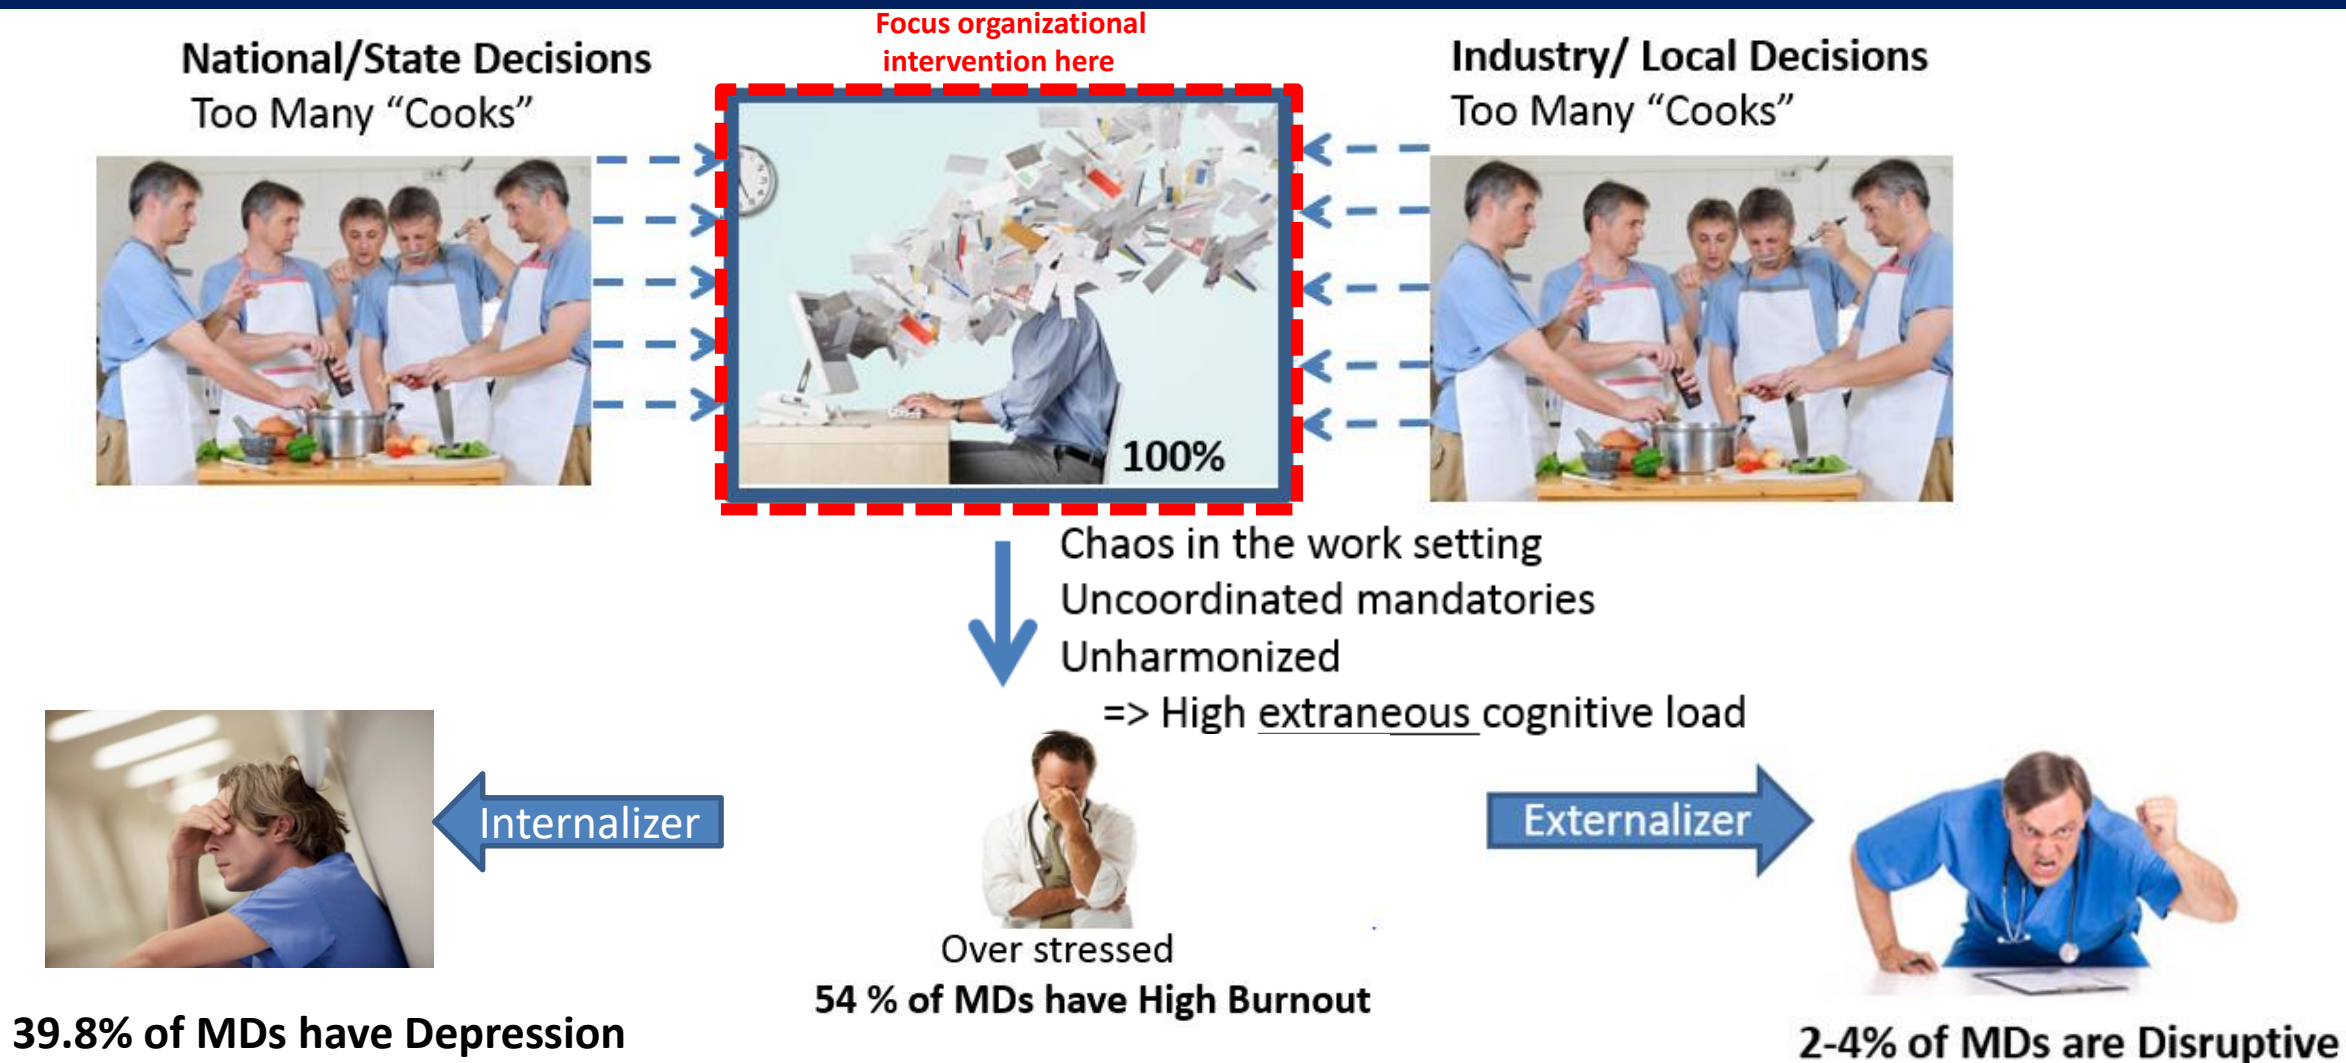 Focus organizational
intervention here
National/State Decisions
Too Many “Cooks”
Industry/ Local Decisions
Too Many “Cooks”
100%
Chaos in the work setting
Uncoordinated mandatories
Unharmonized
=> High extraneous cognitive load
Internalizer
Externalizer
Over stressed
54 % of MDs have High Burnout
39.8% of MDs have Depression
2-4% of MDs are Disruptive